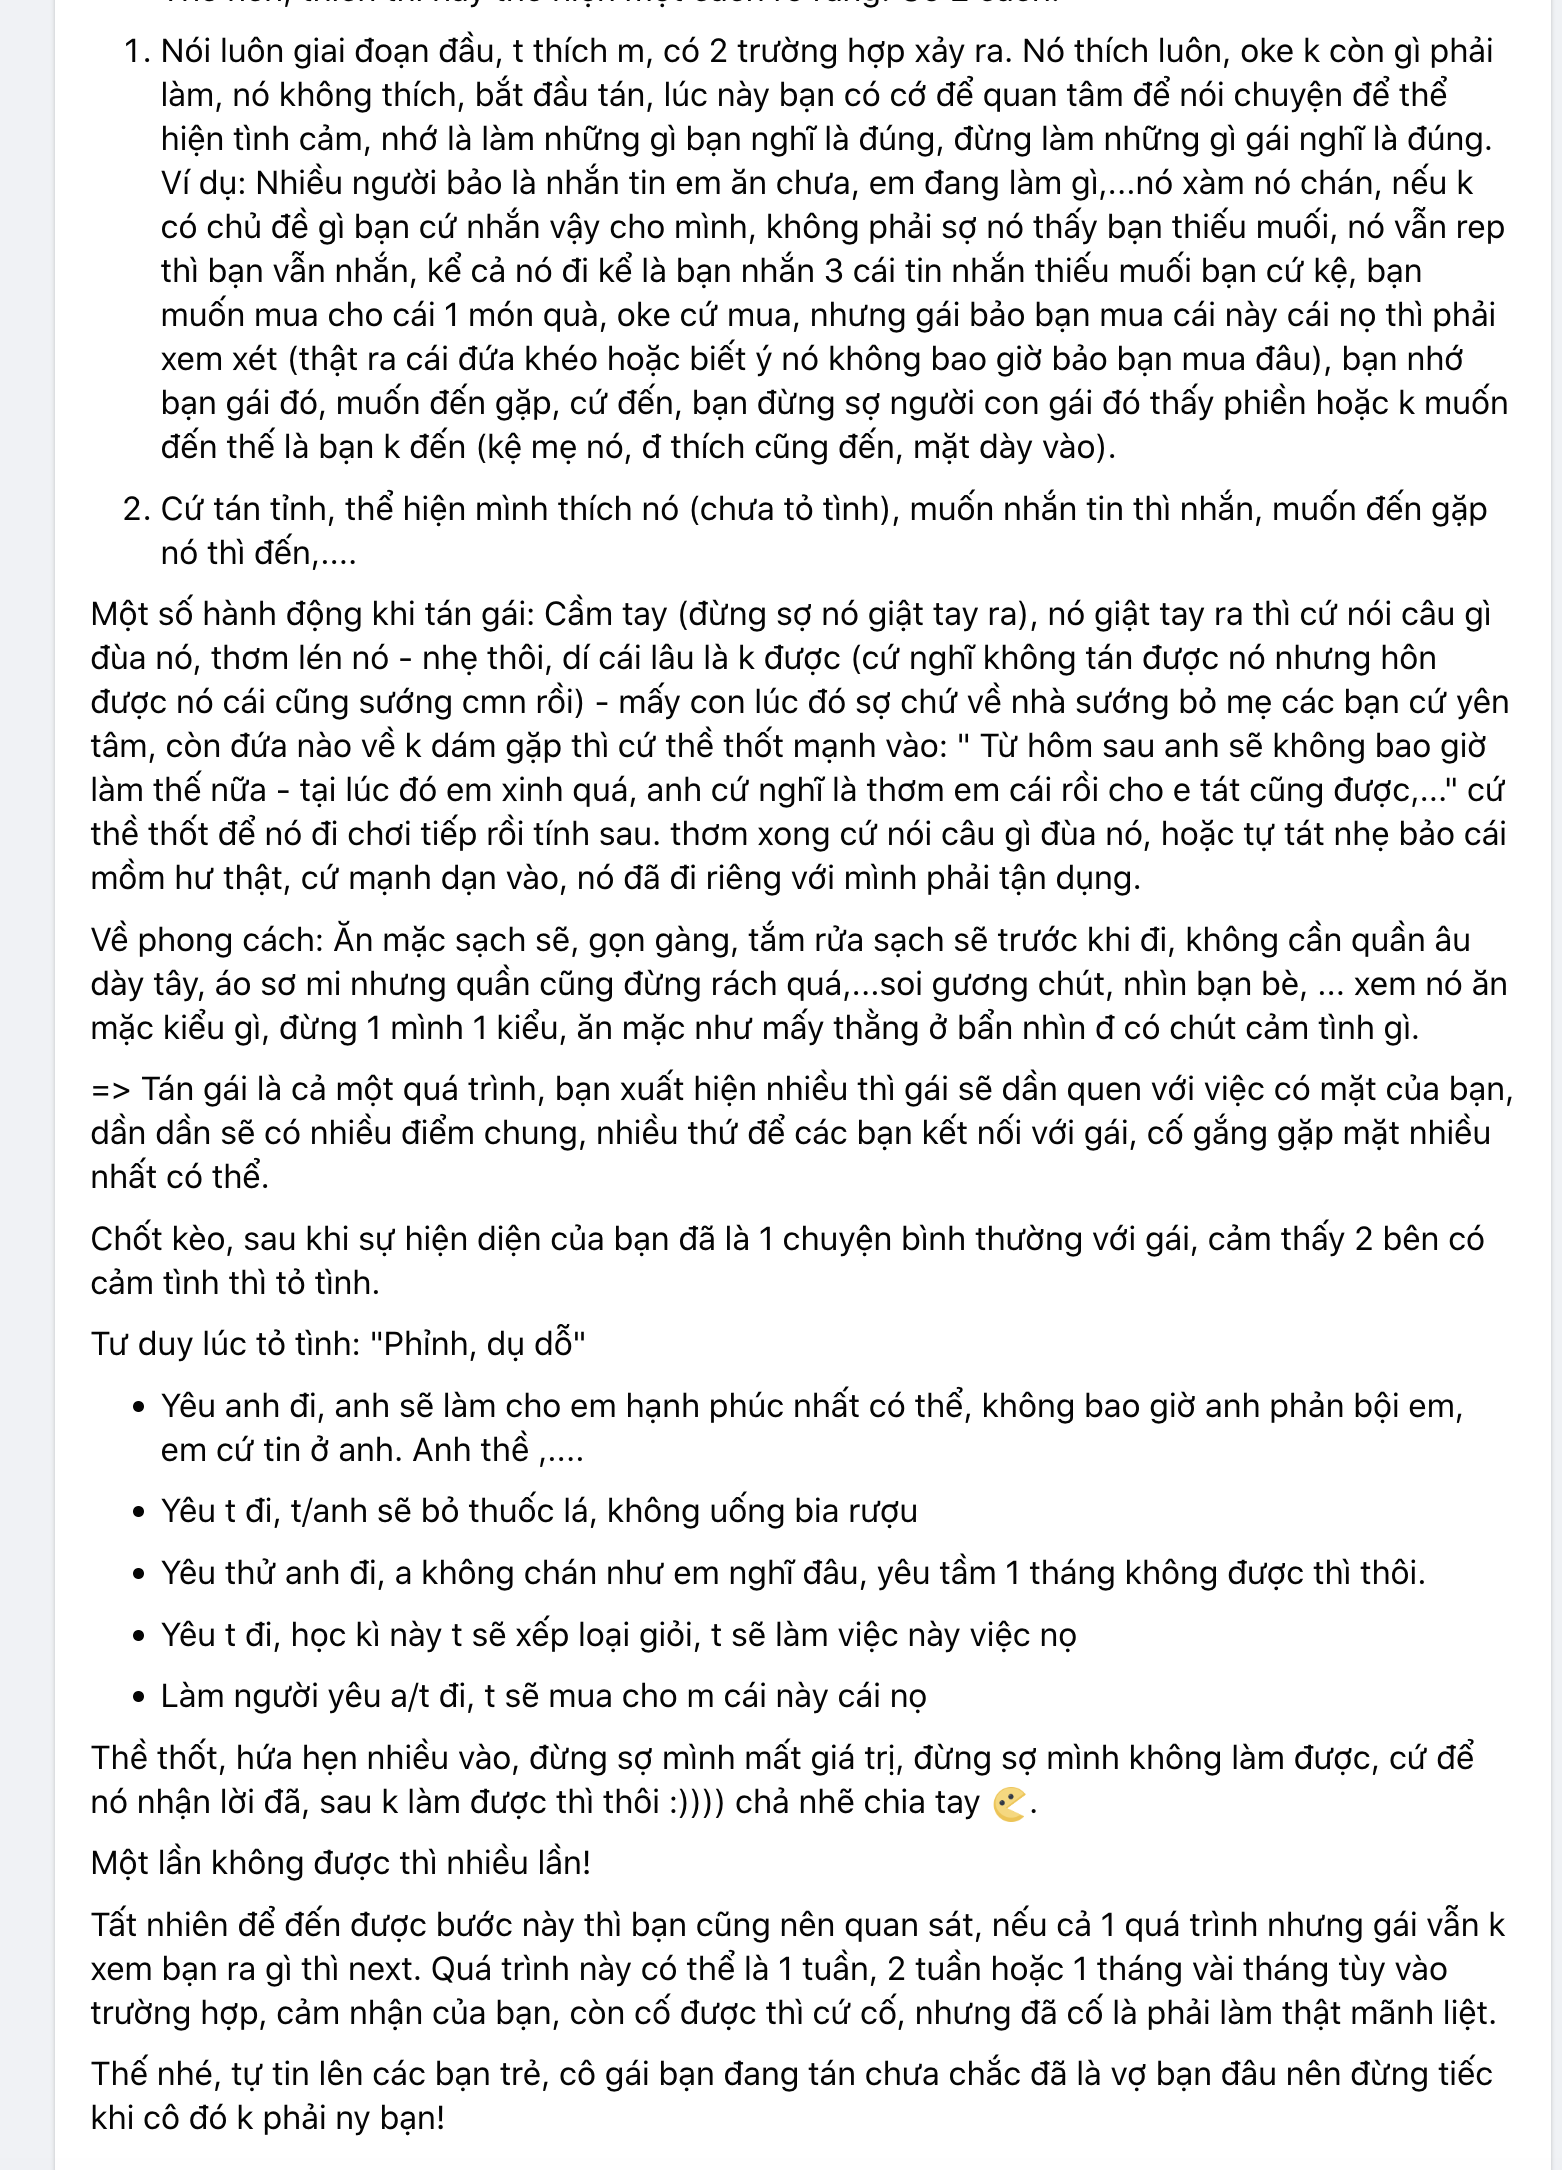 1. Nói luôn giai đoạn đầu, t thích m, có 2 trường hợp xảy ra. Nó thích luôn, oke k còn gì phải
làm, nó không thích, bắt đầu tán, lúc này bạn có cớ để quan tâm để nói chuyện để thể
hiện tình cảm, nhớ là làm những gì bạn nghĩ là đúng, đừng làm những gì gái nghĩ là đúng.
Ví dụ: Nhiều người bảo là nhắn tin em ăn chưa, em đang làm gì,...nó xàm nó chán, nếu k
có chủ đề gì bạn cứ nhắn vậy cho mình, không phải sợ nó thấy bạn thiếu muối, nó vẫn rep
thì bạn vẫn nhắn, kể cả nó đi kể là bạn nhắn 3 cái tin nhắn thiếu muối bạn cứ kệ, bạn
muốn mua cho cái 1 món quà, oke cứ mua, nhưng gái bảo bạn mua cái này cái nọ thì phải
xem xét (thật ra cái đứa khéo hoặc biết ý nó không bao giờ bảo bạn mua đâu), bạn nhớ
bạn gái đó, muốn đến gặp, cứ đến, bạn đừng sợ người con gái đó thấy phiền hoặc k muốn
đến thế là bạn k đến (kệ mẹ nó, đ thích cũng đến, mặt dày vào).
2. Cứ tán tỉnh, thể hiện mình thích nó (chưa tỏ tình), muốn nhắn tin thì nhắn, muốn đến gặp
nó thì đến,....
Một số hành động khi tán gái: Cầm tay (đừng sợ nó giật tay ra), nó giật tay ra thì cứ nói câu gì
đùa nó, thơm lén nó - nhẹ thôi, dí cái lâu là k được (cứ nghĩ không tán được nó nhưng hôn
được nó cái cũng sướng cmn rồi) - mấy con lúc đó sợ chứ về nhà sướng bỏ mẹ các bạn cứ yên
tâm, còn đứa nào về k dám gặp thì cứ thề thốt mạnh vào: " Từ hôm sau anh sẽ không bao giờ
làm thế nữa - tại lúc đó em xinh quá, anh cứ nghĩ là thơm em cái rồi cho e tát cũng được,..." cứ
thề thốt để nó đi chơi tiếp rồi tính sau. thơm xong cứ nói câu gì đùa nó, hoặc tự tát nhẹ bảo cái
mồm hư thật, cứ mạnh dạn vào, nó đã đi riêng với mình phải tận dụng.
Về phong cách: Ăn mặc sạch sẽ, gọn gàng, tắm rửa sạch sẽ trước khi đi, không cần quần âu
dày tây, áo sơ mi nhưng quần cũng đừng rách quá,...soi gương chút, nhìn bạn bè, ... xem nó ăn
mặc kiểu gì, đừng 1 mình 1 kiểu, ăn mặc như mấy thằng ở bẩn nhìn đ có chút cảm tình gì.
=> Tán gái là cả một quá trình, bạn xuất hiện nhiều thì gái sẽ dần quen với việc có mặt của bạn,
dần dần sẽ có nhiều điểm chung, nhiều thứ để các bạn kết nối với gái, cố gắng gặp mặt nhiều
nhất có thể.
Chốt kèo, sau khi sự hiện diện của bạn đã là 1 chuyện bình thường với gái, cảm thấy 2 bên có
cảm tình thì tỏ tình.
Tư duy lúc tỏ tình: "Phỉnh, dụ dỗ"
• Yêu anh đi, anh sẽ làm cho em hạnh phúc nhất có thể, không bao giờ anh phản bội em,
em cứ tin ở anh. Anh thề ,....
• Yêu t đi, t/anh sẽ bỏ thuốc lá, không uống bia rượu
• Yêu thử anh đi, a không chán như em nghĩ đâu, yêu tầm 1 tháng không được thì thôi.
• Yêu t đi, học kì này t sẽ xếp loại giỏi, t sẽ làm việc này việc nọ
• Làm người yêu a/t đi, t sẽ mua cho m cái này cái nọ
Thề thốt, hứa hẹn nhiều vào, đừng sợ mình mất giá trị, đừng sợ mình không làm được, cứ để
nó nhận lời đã, sau k làm được thì thôi :)))) chả nhẽ chia tay .
Một lần không được thì nhiều lần!
Tất nhiên để đến được bước này thì bạn cũng nên quan sát, nếu cả 1 quá trình nhưng gái vẫn k
xem bạn ra gì thì next. Quá trình này có thể là 1 tuần, 2 tuần hoặc 1 tháng vài tháng tùy vào
trường hợp, cảm nhận của bạn, còn cố được thì cứ cố, nhưng đã cố là phải làm thật mãnh liệt.
Thế nhé, tự tin lên các bạn trẻ, cô gái bạn đang tán chưa chắc đã là vợ bạn đâu nên đừng tiếc
khi cô đó k phải ny bạn!